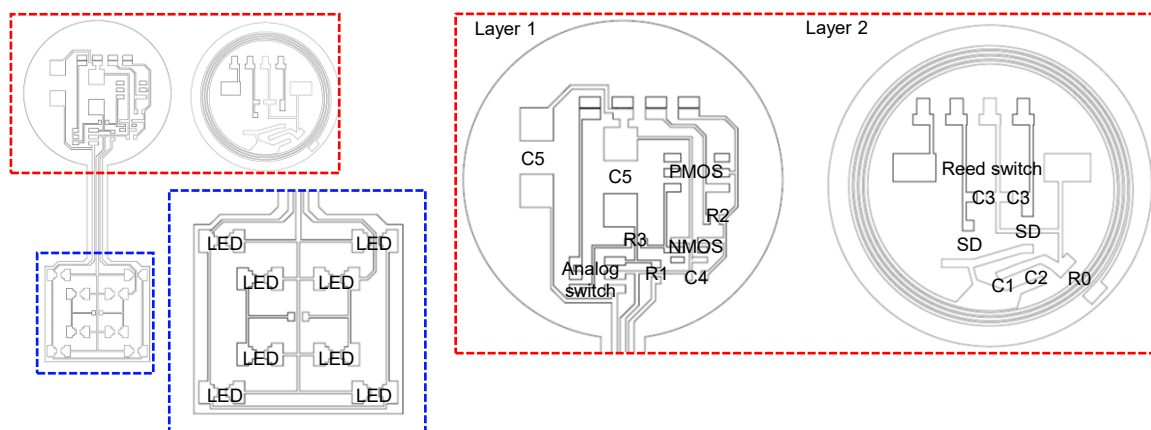 Layer 1
Layer 2
C5
C5
PMOS
R2
R3
NMOS
Analog
switch
R1
C4
Reed switch
C3
C3
SD
SD
C1
C2
R0
LED
LED
LED
LED
LED
LED
LED
LED